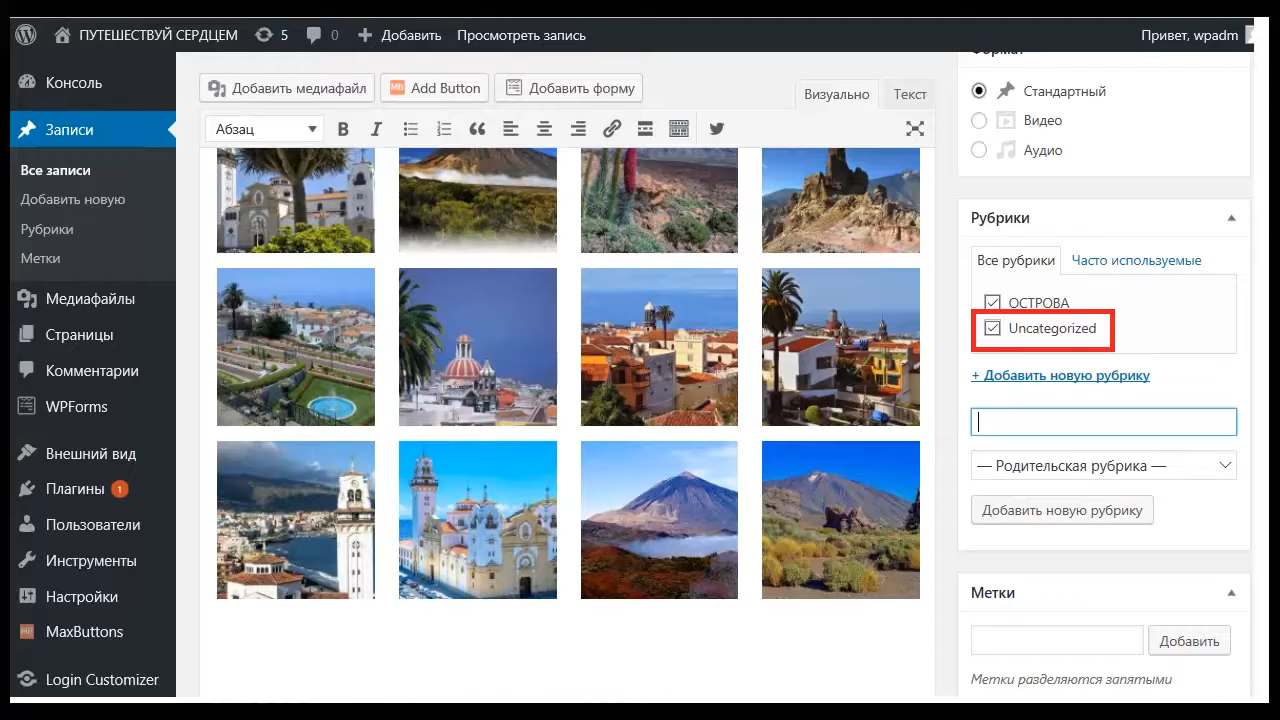 ПУТЕШЕСТВУЙ СЕРДЦЕМ 5 0 Добавить Просмотреть запись Привет, wpadm
Консоль
Записи
Все записи
Добавить новую
Рубрики
Метки
Медиафайлы
Страницы
Комментарии
WPForms
Внешний вид
Плагины 1
Пользователи
Инструменты
Настройки
MaxButtons
Login Customizer
Добавить медиафайл Add Button Добавить форму
Визуально Текст
Абзац
Формат
Стандартный
Видео
Аудио
Рубрики
Все рубрики Часто используемые
ОСТРОВА
Uncategorized
+ Добавить новую рубрику
— Родительская рубрика —
Добавить новую рубрику
Метки
Добавить
Метки разделяются запятыми